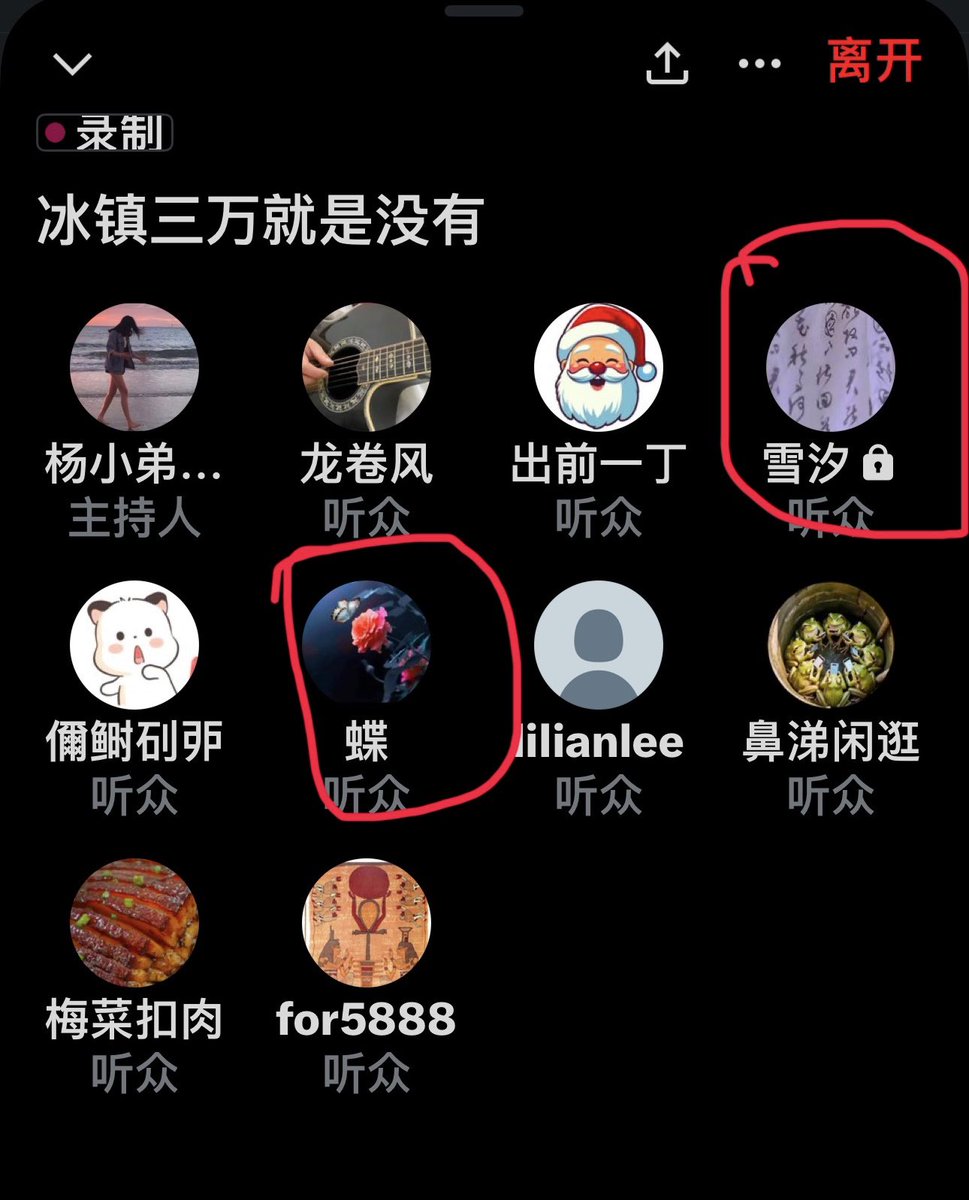 离开
录制
冰镇三万就是没有
杨小弟...
主持人
龙卷风
听众
出前一丁
听众
雪汐
听众
儞鲥矵丣
听众
蝶
听众
lilianlee
听众
鼻涕闲逛
听众
梅菜扣肉
听众
for5888
听众